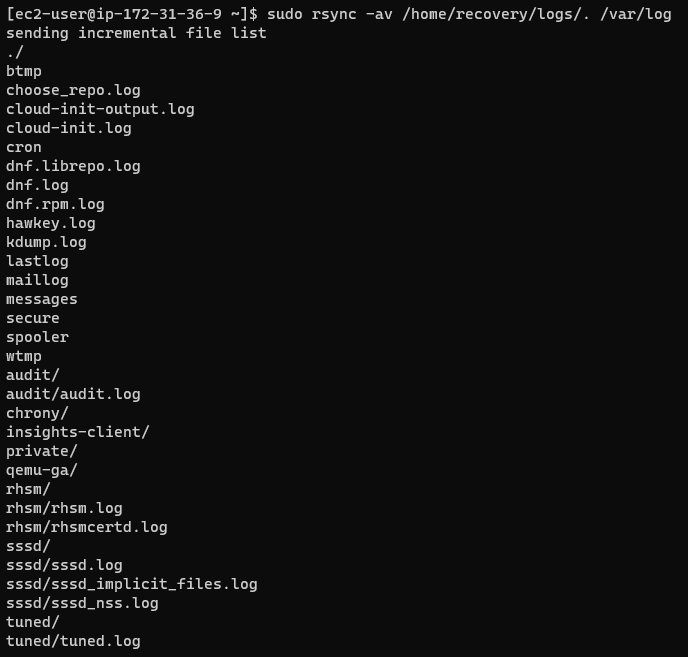 [ec2-user@ip-172-31-36-9 ~]$ sudo rsync -av /home/recovery/logs/. /var/log
sending incremental file list
./
btmp
choose_repo.log
cloud-init-output.log
cloud-init.log
cron
dnf.librepo.log
dnf.log
dnf.rpm.log
hawkey.log
kdump.log
lastlog
maillog
messages
secure
spooler
wtmp
audit/
audit/audit.log
chrony/
insights-client/
private/
qemu-ga/
rhsm/
rhsm/rhsm.log
rhsm/rhsmcertd.log
sssd/
sssd/sssd.log
sssd/sssd_implicit_files.log
sssd/sssd_nss.log
tuned/
tuned/tuned.log